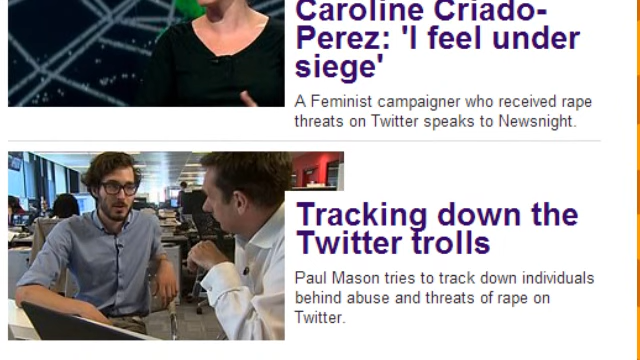 Caroline Criado-
Perez: 'I feel under
siege'
A Feminist campaigner who received rape
threats on Twitter speaks to Newsnight.
Tracking down the
Twitter trolls
Paul Mason tries to track down individuals
behind abuse and threats of rape on
Twitter.